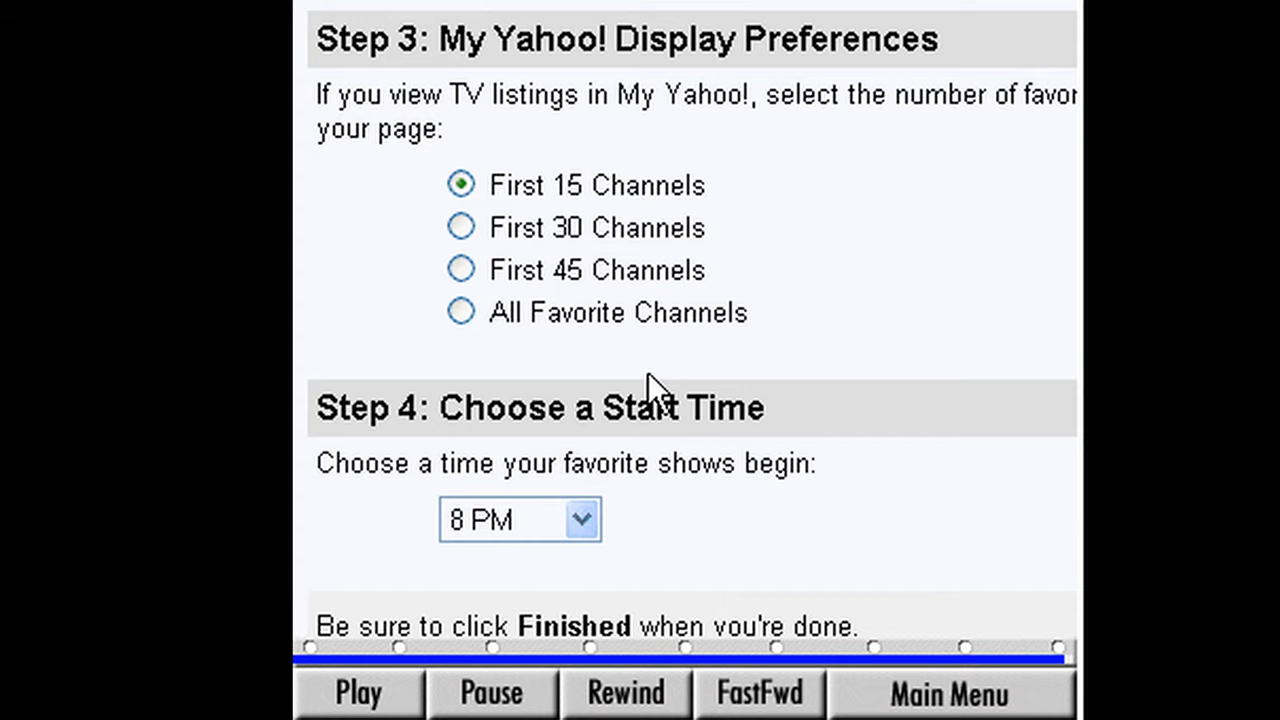 Step 3: My Yahoo! Display Preferences
If you view TV listings in My Yahoo!, select the number of favor
your page:
First 15 Channels
First 30 Channels
First 45 Channels
All Favorite Channels
Step 4: Choose a Start Time
Choose a time your favorite shows begin:
8 PM
Be sure to click Finished when you're done.
Play Pause Rewind FastFwd Main Menu